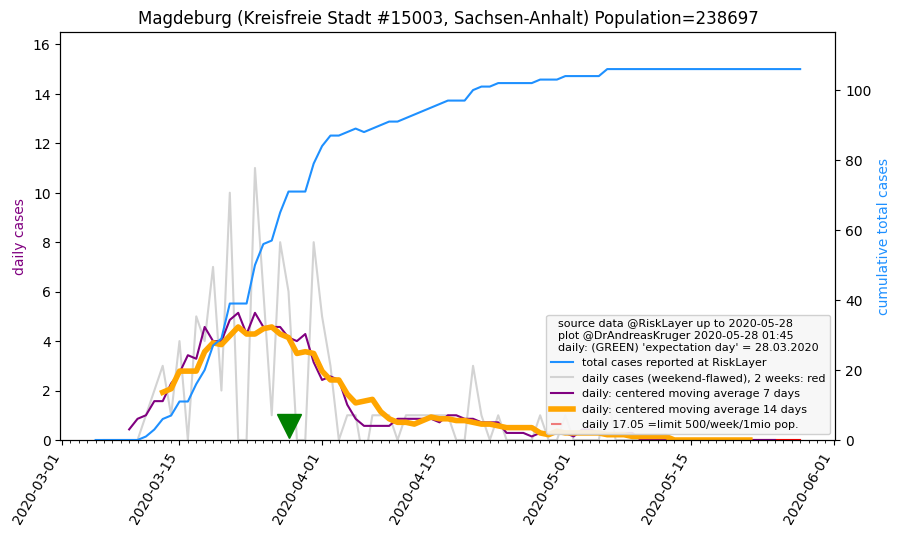 Magdeburg (Kreisfreie Stadt #15003, Sachsen-Anhalt) Population=238697
16
14
12
10
8
6
4
2
0
daily cases
100
80
60
40
20
0
cumulative total cases
source data @RiskLayer up to 2020-05-28
plot @DrAndreasKruger 2020-05-28 01:45
daily: (GREEN) 'expectation day' = 28.03.2020
total cases reported at RiskLayer
daily cases (weekend-flawed), 2 weeks: red
daily: centered moving average 7 days
daily: centered moving average 14 days
daily 17.05 =limit 500/week/1mio pop.
2020-03-01
2020-03-15
2020-04-01
2020-04-15
2020-05-01
2020-05-15
2020-06-01